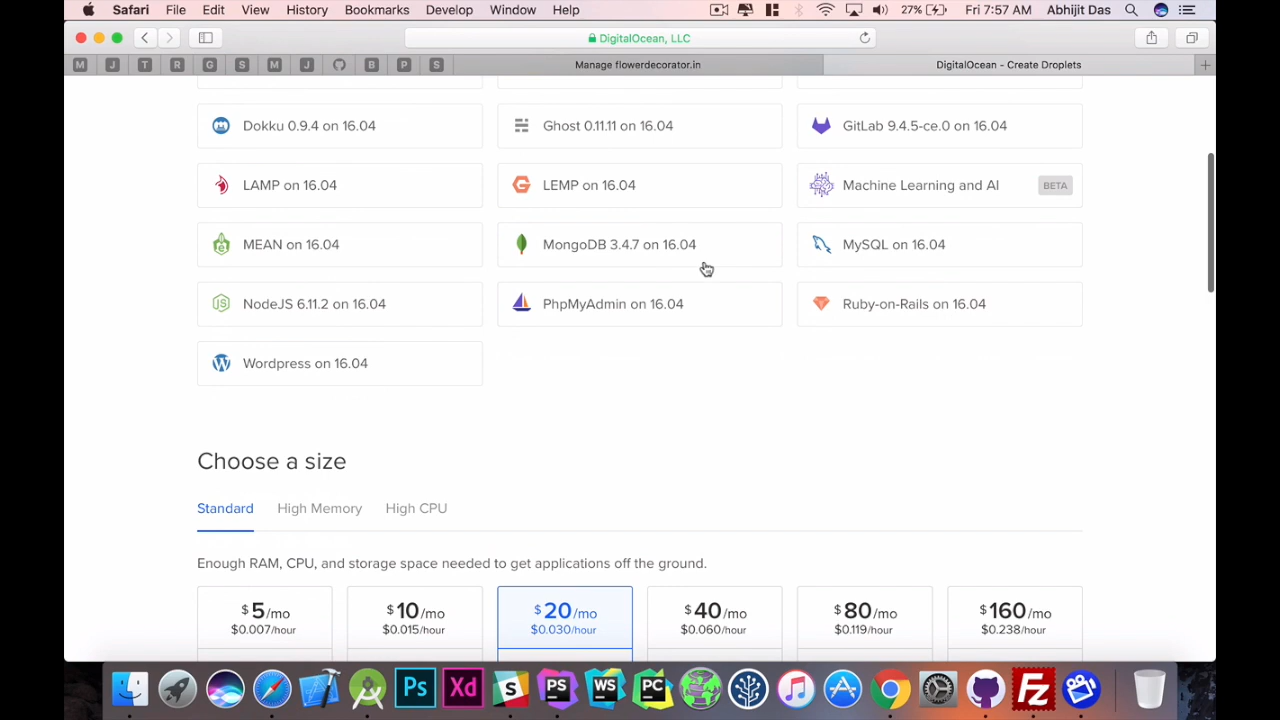 Safari File Edit View History Bookmarks Develop Window Help 27% Fri 7:57 AM Abhijit Das
DigitalOcean, LLC
M J T R G S M J B P S Manage flowerdecorator.in DigitalOcean - Create Droplets
Dokku 0.9.4 on 16.04 Ghost 0.11.11 on 16.04 GitLab 9.4.5-ce.0 on 16.04
LAMP on 16.04 LEMP on 16.04 Machine Learning and AI BETA
MEAN on 16.04 MongoDB 3.4.7 on 16.04 MySQL on 16.04
NodeJS 6.11.2 on 16.04 PhpMyAdmin on 16.04 Ruby-on-Rails on 16.04
Wordpress on 16.04
Choose a size
Standard High Memory High CPU
Enough RAM, CPU, and storage space needed to get applications off the ground.
$5/mo $10/mo $20/mo $40/mo $80/mo $160/mo
$0.007/hour $0.015/hour $0.030/hour $0.060/hour $0.119/hour $0.238/hour
Ps Xd S PS WS PC Fz